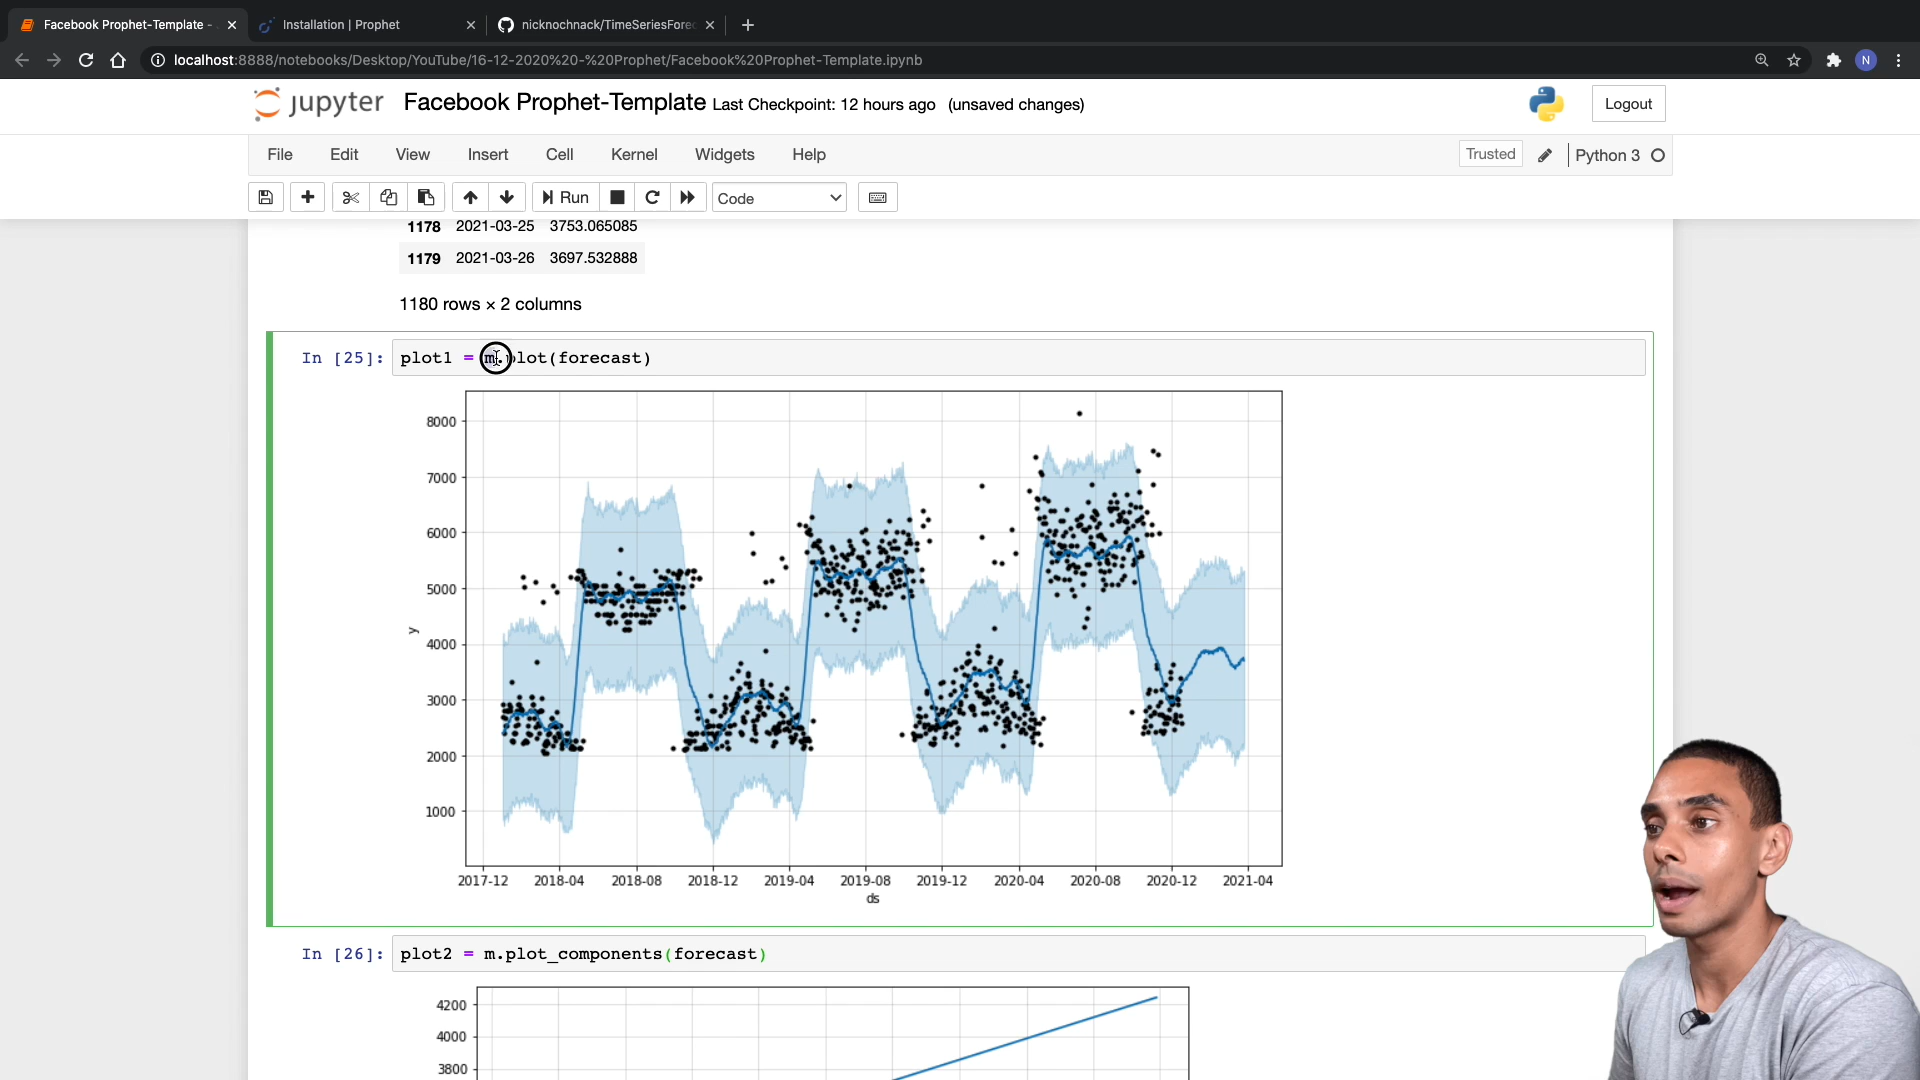 Facebook Prophet-Template -
Installation | Prophet
nicknochnack/TimeSeriesFore
localhost:8888/notebooks/Desktop/YouTube/16-12-2020%20-%20Prophet/Facebook%20Prophet-Template.ipynb
N
jupyter Facebook Prophet-Template Last Checkpoint: 12 hours ago (unsaved changes)
Logout
File Edit View Insert Cell Kernel Widgets Help
Trusted
Python 3
Run
Code
1178 2021-03-25 3753.065085
1179 2021-03-26 3697.532888
1180 rows × 2 columns
In [25]: plot1 = m.plot(forecast)
8000
7000
6000
5000
4000
3000
2000
1000
y
2017-12 2018-04 2018-08 2018-12 2019-04 2019-08 2019-12 2020-04 2020-08 2020-12 2021-04
ds
In [26]: plot2 = m.plot_components(forecast)
4200
4000
3800